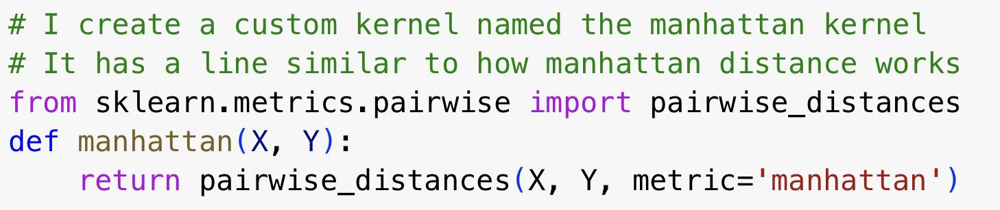 # I create a custom kernel named the manhattan kernel
# It has a line similar to how manhattan distance works
from sklearn.metrics.pairwise import pairwise_distances
def manhattan(X, Y):
    return pairwise_distances(X, Y, metric='manhattan')